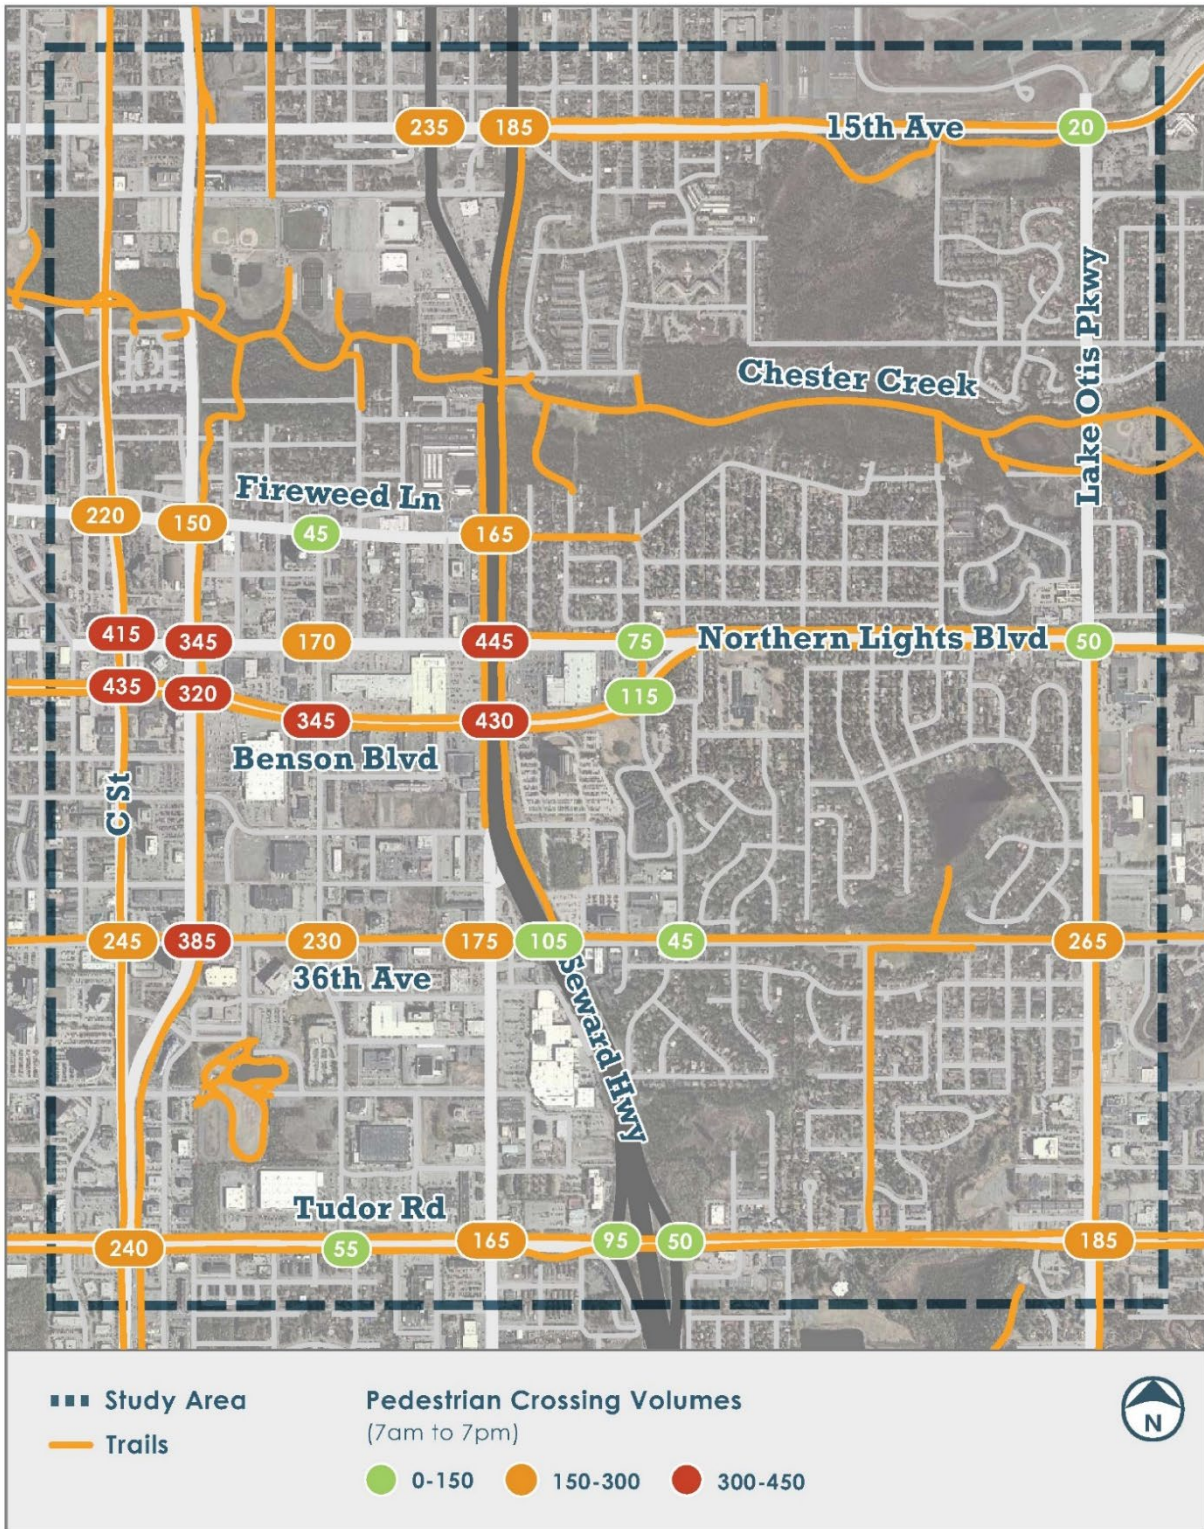 235
185
15th Ave
20
Lake Otis Pkwy
Chester Creek
Fireweed Ln
220
150
45
165
415
345
170
445
75
Northern Lights Blvd
50
435
320
345
430
115
Benson Blvd
C St
245
385
230
175
105
45
265
36th Ave
Seward Hwy
Tudor Rd
240
55
165
95
50
185
Study Area
Trails
Pedestrian Crossing Volumes
(7am to 7pm)
0-150
150-300
300-450
N